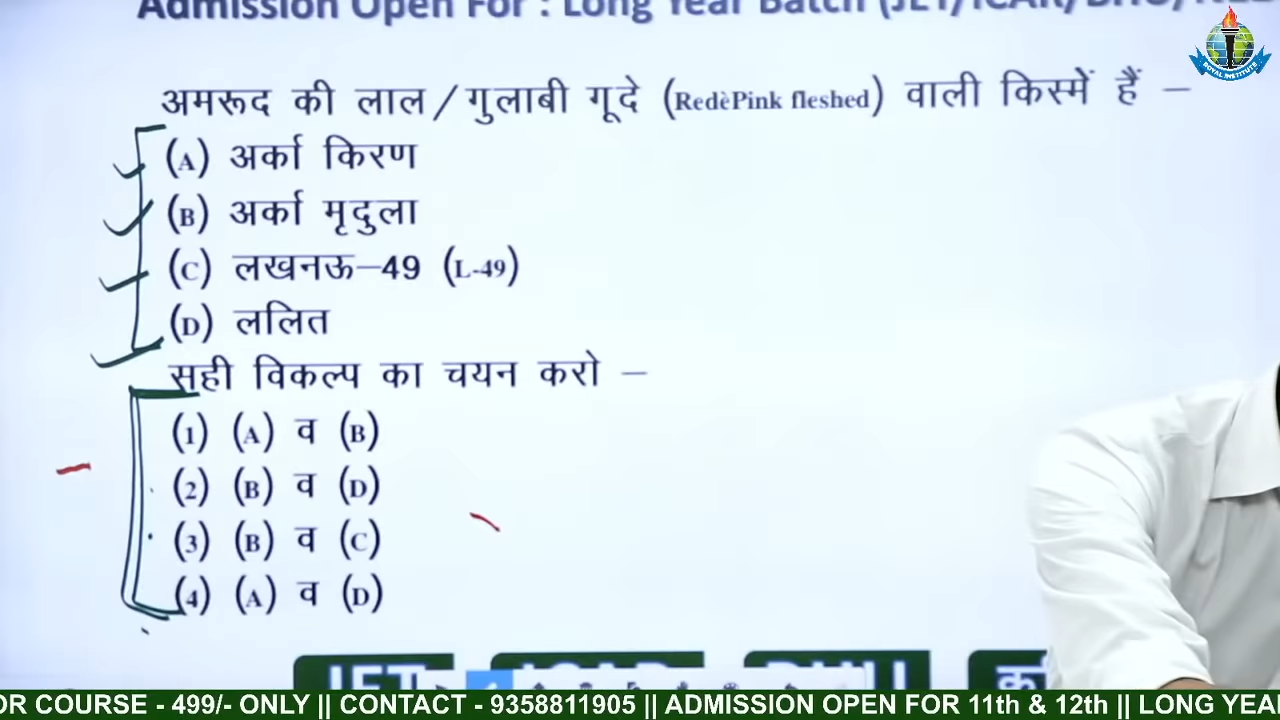 Admission Open For : Long Year Batch (JET/ICAR/BHU/
अमरूद की लाल/गुलाबी गूदे (RedèPink fleshed) वाली किस्में हैं –
(A) अर्का किरण
(B) अर्का मृदुला
(C) लखनऊ–49 (L-49)
(D) ललित
सही विकल्प का चयन करो –
(1) (A) व (B)
(2) (B) व (D)
(3) (B) व (C)
(4) (A) व (D)
ROYAL INSTITUTE
OR COURSE - 499/- ONLY || CONTACT - 9358811905 || ADMISSION OPEN FOR 11th & 12th || LONG YEA